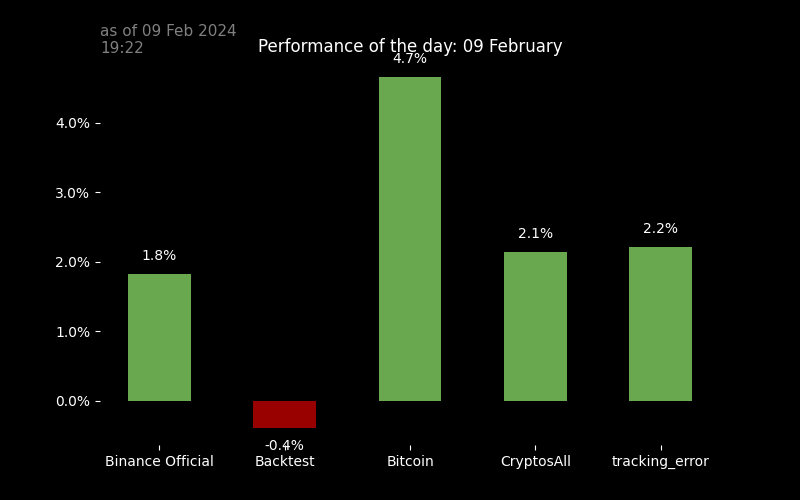 as of 09 Feb 2024
19:22
Performance of the day: 09 February
4.7%
4.0%
3.0%
2.2%
2.1%
2.0%
1.8%
1.0%
0.0%
-0.4%
Binance Official
Backtest
Bitcoin
CryptosAll
tracking_error